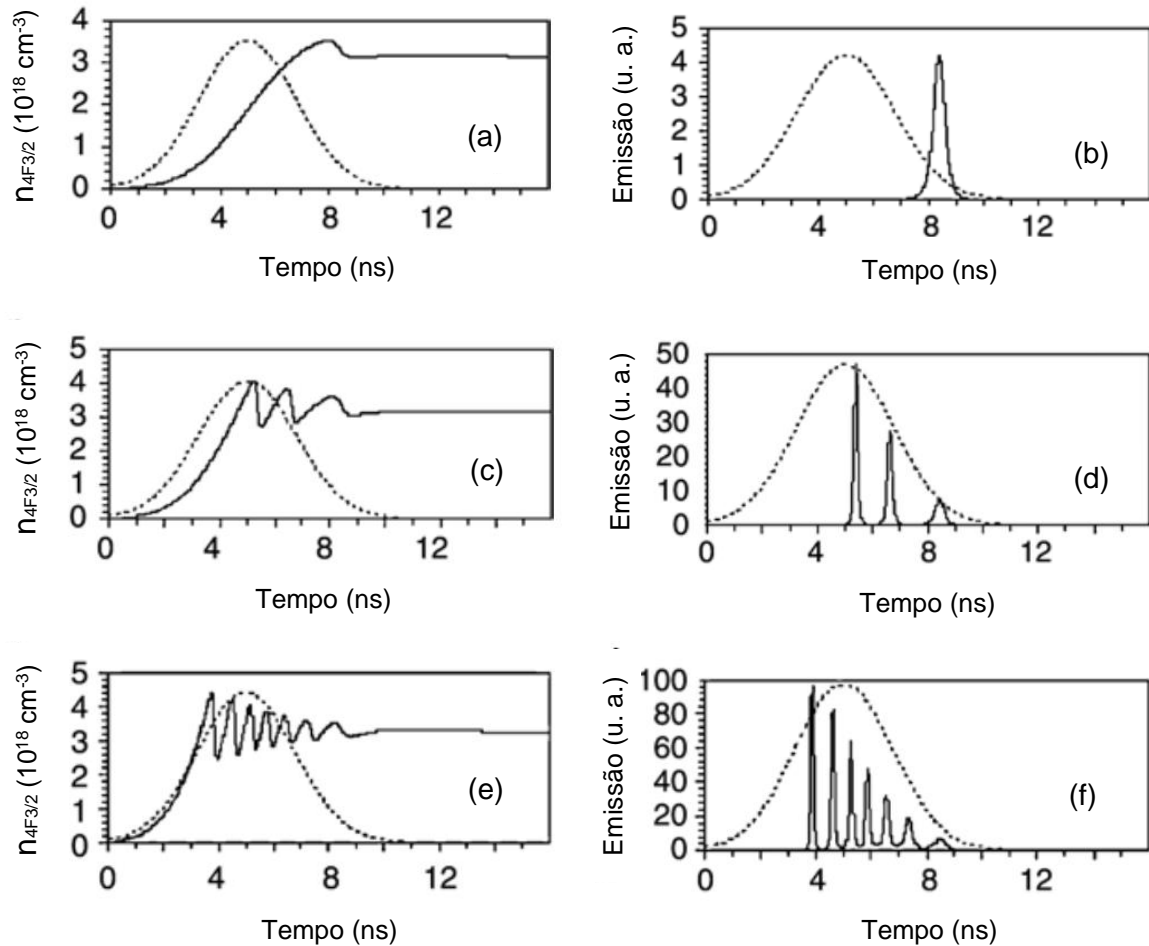 n4F3/2 (10¹⁸ cm⁻³)
4
3
2
1
0
(a)
0 4 8 12
Tempo (ns)
Emissão (u. a.)
5
4
3
2
1
0
(b)
0 4 8 12
Tempo (ns)
n4F3/2 (10¹⁸ cm⁻³)
5
4
3
2
1
0
(c)
0 4 8 12
Tempo (ns)
Emissão (u. a.)
50
40
30
20
10
0
(d)
0 4 8 12
Tempo (ns)
n4F3/2 (10¹⁸ cm⁻³)
5
4
3
2
1
0
(e)
0 4 8 12
Tempo (ns)
Emissão (u. a.)
100
80
60
40
20
0
(f)
0 4 8 12
Tempo (ns)